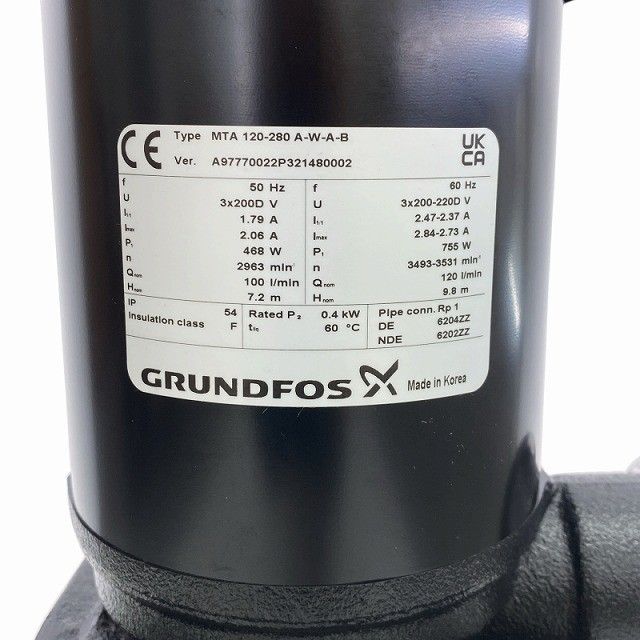 CE Type MTA 120-280 A-W-A-B UK CA
Ver. A97770022P321480002
f 50 Hz f 60 Hz
U 3x200D V U 3x200-220D V
I1/1 1.79 A I1/1 2.47-2.37 A
Imax 2.06 A Imax 2.84-2.73 A
P1 468 W P1 755 W
n 2963 min⁻¹ n 3493-3531 min⁻¹
Qnom 100 l/min Qnom 120 l/min
Hnom 7.2 m Hnom 9.8 m
IP 54 Rated P2 0.4 kW Pipe conn. Rp 1
Insulation class F tliq 60 °C DE 6204ZZ
NDE 6202ZZ
GRUNDFOS Made in Korea